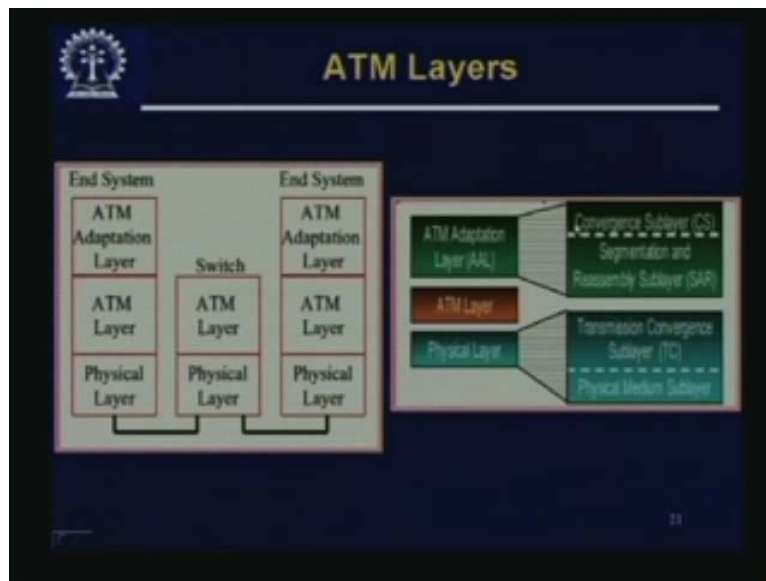 ATM Layers
End System
ATM
Adaptation
Layer
ATM
Layer
Physical
Layer
Switch
ATM
Layer
Physical
Layer
End System
ATM
Adaptation
Layer
ATM
Layer
Physical
Layer
ATM Adaptation
Layer (AAL)
ATM Layer
Physical Layer
Convergence Sublayer (CS)
Segmentation and
Reassembly Sublayer (SAR)
Transmission Convergence
Sublayer (TC)
Physical Medium Sublayer
21